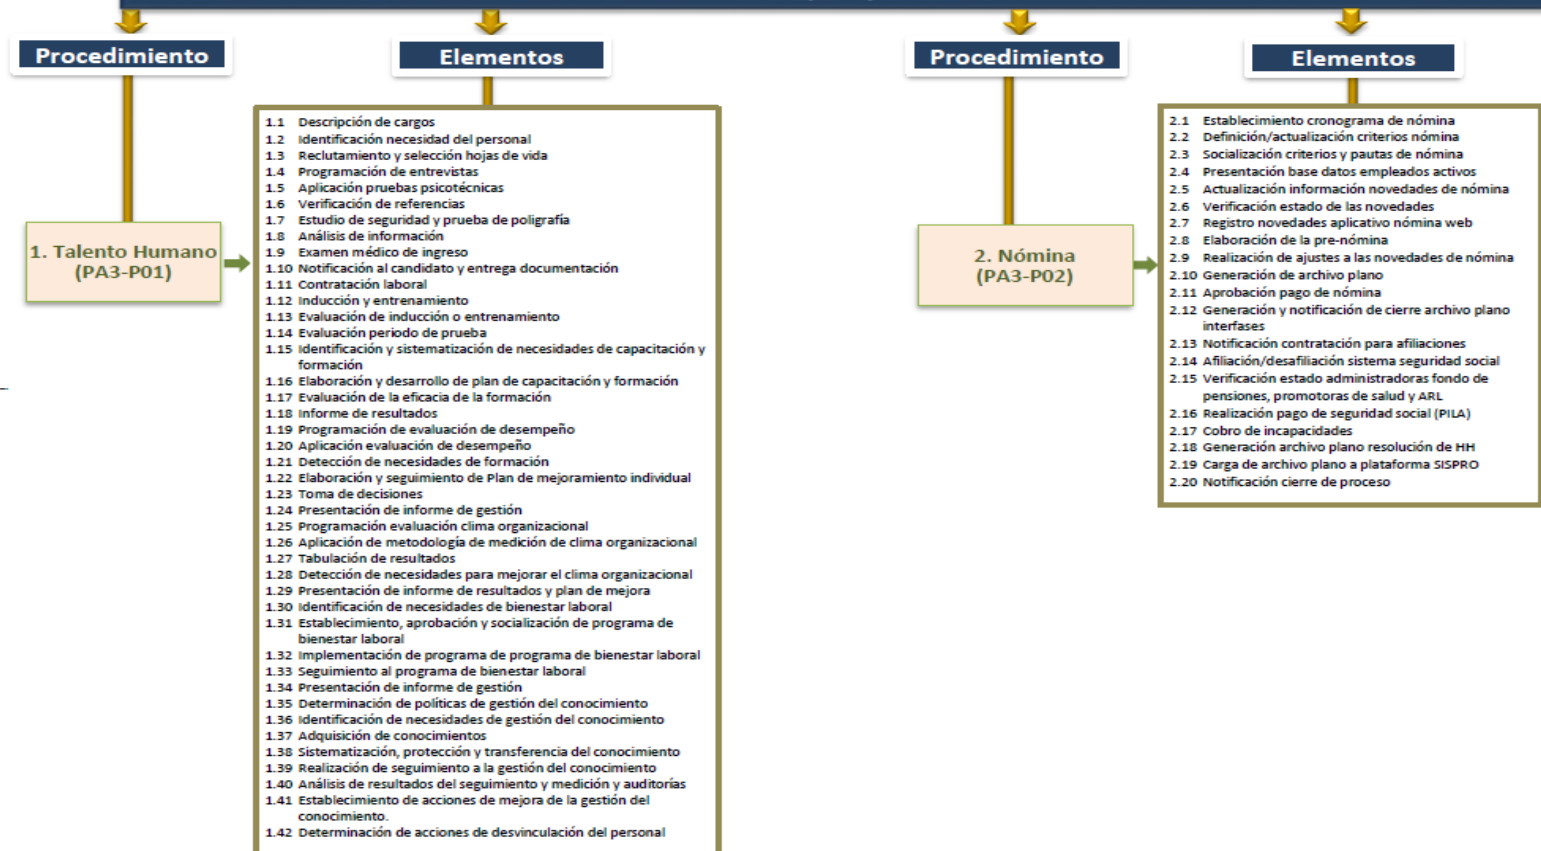 Procedimiento
Elementos
1. Talento Humano
(PA3-P01)
1.1 Descripción de cargos
1.2 Identificación necesidad del personal
1.3 Reclutamiento y selección hojas de vida
1.4 Programación de entrevistas
1.5 Aplicación pruebas psicotécnicas
1.6 Verificación de referencias
1.7 Estudio de seguridad y prueba de poligrafía
1.8 Análisis de información
1.9 Examen médico de ingreso
1.10 Notificación al candidato y entrega documentación
1.11 Contratación laboral
1.12 Inducción y entrenamiento
1.13 Evaluación de inducción o entrenamiento
1.14 Evaluación periodo de prueba
1.15 Identificación y sistematización de necesidades de capacitación y
formación
1.16 Elaboración y desarrollo de plan de capacitación y formación
1.17 Evaluación de la eficacia de la formación
1.18 Informe de resultados
1.19 Programación de evaluación de desempeño
1.20 Aplicación evaluación de desempeño
1.21 Detección de necesidades de formación
1.22 Elaboración y seguimiento de Plan de mejoramiento individual
1.23 Toma de decisiones
1.24 Presentación de informe de gestión
1.25 Programación evaluación clima organizacional
1.26 Aplicación de metodología de medición de clima organizacional
1.27 Tabulación de resultados
1.28 Detección de necesidades para mejorar el clima organizacional
1.29 Presentación de informe de resultados y plan de mejora
1.30 Identificación de necesidades de bienestar laboral
1.31 Establecimiento, aprobación y socialización de programa de
bienestar laboral
1.32 Implementación de programa de programa de bienestar laboral
1.33 Seguimiento al programa de bienestar laboral
1.34 Presentación de informe de gestión
1.35 Determinación de políticas de gestión del conocimiento
1.36 Identificación de necesidades de gestión del conocimiento
1.37 Adquisición de conocimientos
1.38 Sistematización, protección y transferencia del conocimiento
1.39 Realización de seguimiento a la gestión del conocimiento
1.40 Análisis de resultados del seguimiento y medición y auditorías
1.41 Establecimiento de acciones de mejora de la gestión del
conocimiento.
1.42 Determinación de acciones de desvinculación del personal
Procedimiento
Elementos
2. Nómina
(PA3-P02)
2.1 Establecimiento cronograma de nómina
2.2 Definición/actualización criterios nómina
2.3 Socialización criterios y pautas de nómina
2.4 Presentación base datos empleados activos
2.5 Actualización información novedades de nómina
2.6 Verificación estado de las novedades
2.7 Registro novedades aplicativo nómina web
2.8 Elaboración de la pre-nómina
2.9 Realización de ajustes a las novedades de nómina
2.10 Generación de archivo plano
2.11 Aprobación pago de nómina
2.12 Generación y notificación de cierre archivo plano
interfases
2.13 Notificación contratación para afiliaciones
2.14 Afiliación/desafiliación sistema seguridad social
2.15 Verificación estado administradoras fondo de
pensiones, promotoras de salud y ARL
2.16 Realización pago de seguridad social (PILA)
2.17 Cobro de incapacidades
2.18 Generación archivo plano resolución de HH
2.19 Carga de archivo plano a plataforma SISPRO
2.20 Notificación cierre de proceso